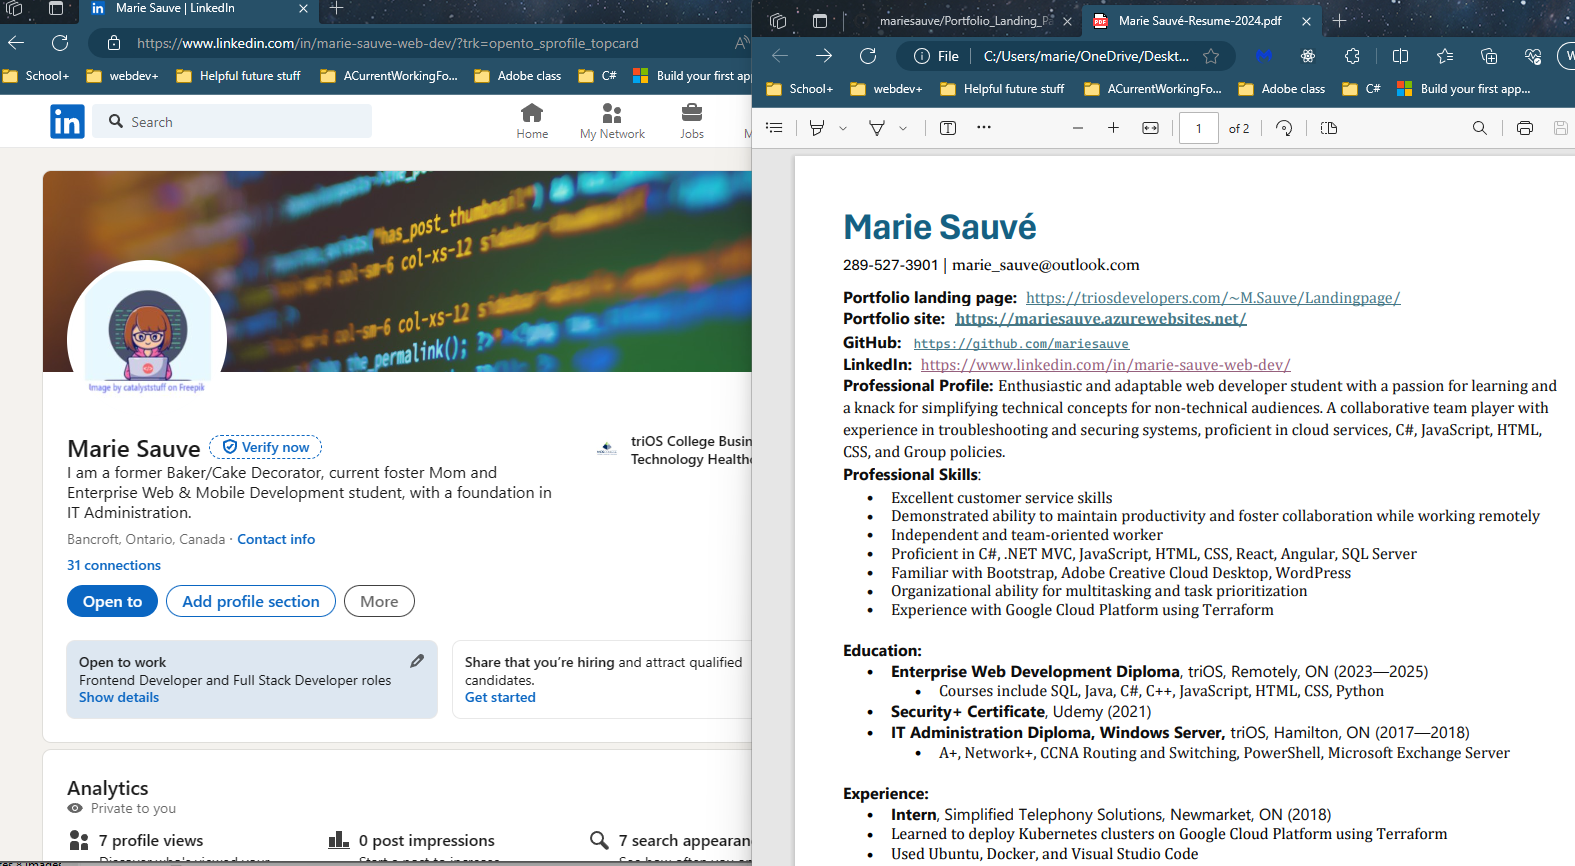 Marie Sauve | LinkedIn
https://www.linkedin.com/in/marie-sauve-web-dev/?trk=opento_sprofile_topcard
School+ webdev+ Helpful future stuff ACurrentWorkingFo... Adobe class C# Build your first ap
in Search Home My Network Jobs
has_post_thumbnail
col-sm-6 col-xs-12
col-sm-6 col-xs-12
the_permalink();
Image by catalyststuff on Freepik
Marie Sauve Verify now
I am a former Baker/Cake Decorator, current foster Mom and
Enterprise Web & Mobile Development student, with a foundation in
IT Administration.
triOS College Busin
Technology Healthc
Bancroft, Ontario, Canada · Contact info
31 connections
Open to Add profile section More
Open to work
Frontend Developer and Full Stack Developer roles
Show details
Share that you're hiring and attract qualified
candidates.
Get started
Analytics
Private to you
7 profile views 0 post impressions 7 search appearan
mariesauve/Portfolio_Landing_Pa Marie Sauvé-Resume-2024.pdf
File C:/Users/marie/OneDrive/Deskt...
School+ webdev+ Helpful future stuff ACurrentWorkingFo... Adobe class C# Build your first app...
1 of 2
Marie Sauvé
289-527-3901 | marie_sauve@outlook.com
Portfolio landing page: https://triosdevelopers.com/~M.Sauve/Landingpage/
Portfolio site: https://mariesauve.azurewebsites.net/
GitHub: https://github.com/mariesauve
LinkedIn: https://www.linkedin.com/in/marie-sauve-web-dev/
Professional Profile: Enthusiastic and adaptable web developer student with a passion for learning and
a knack for simplifying technical concepts for non-technical audiences. A collaborative team player with
experience in troubleshooting and securing systems, proficient in cloud services, C#, JavaScript, HTML,
CSS, and Group policies.
Professional Skills:
• Excellent customer service skills
• Demonstrated ability to maintain productivity and foster collaboration while working remotely
• Independent and team-oriented worker
• Proficient in C#, .NET MVC, JavaScript, HTML, CSS, React, Angular, SQL Server
• Familiar with Bootstrap, Adobe Creative Cloud Desktop, WordPress
• Organizational ability for multitasking and task prioritization
• Experience with Google Cloud Platform using Terraform
Education:
• Enterprise Web Development Diploma, triOS, Remotely, ON (2023—2025)
• Courses include SQL, Java, C#, C++, JavaScript, HTML, CSS, Python
• Security+ Certificate, Udemy (2021)
• IT Administration Diploma, Windows Server, triOS, Hamilton, ON (2017—2018)
• A+, Network+, CCNA Routing and Switching, PowerShell, Microsoft Exchange Server
Experience:
• Intern, Simplified Telephony Solutions, Newmarket, ON (2018)
• Learned to deploy Kubernetes clusters on Google Cloud Platform using Terraform
• Used Ubuntu, Docker, and Visual Studio Code